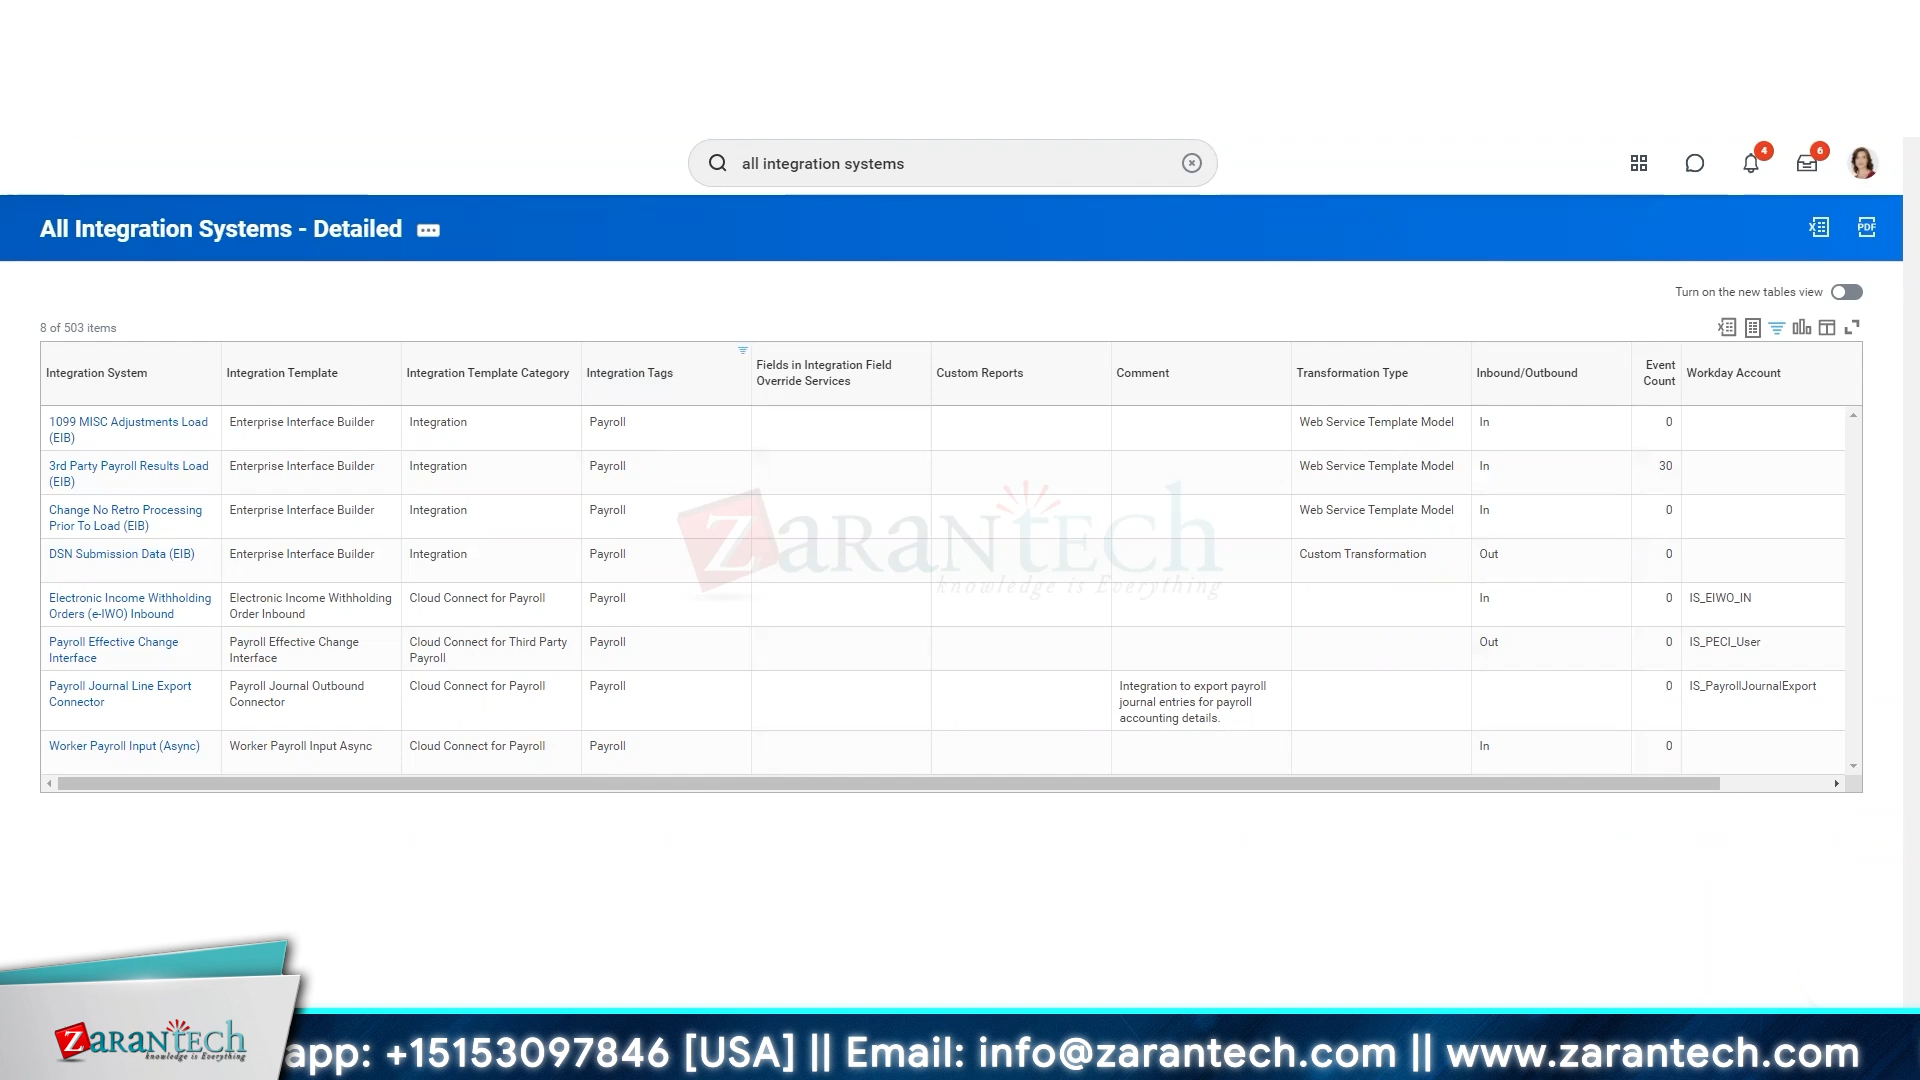 all integration systems
4
6
All Integration Systems - Detailed
PDF
Turn on the new tables view
8 of 503 items
Integration System Integration Template Integration Template Category Integration Tags Fields in Integration Field Override Services Custom Reports Comment Transformation Type Inbound/Outbound Event Count Workday Account
1099 MISC Adjustments Load (EIB) Enterprise Interface Builder Integration Payroll Web Service Template Model In 0
3rd Party Payroll Results Load (EIB) Enterprise Interface Builder Integration Payroll Web Service Template Model In 30
Change No Retro Processing Prior To Load (EIB) Enterprise Interface Builder Integration Payroll Web Service Template Model In 0
DSN Submission Data (EIB) Enterprise Interface Builder Integration Payroll Custom Transformation Out 0
Electronic Income Withholding Orders (e-IWO) Inbound Electronic Income Withholding Order Inbound Cloud Connect for Payroll Payroll In 0 IS_EIWO_IN
Payroll Effective Change Interface Payroll Effective Change Interface Cloud Connect for Third Party Payroll Payroll Out 0 IS_PECI_User
Payroll Journal Line Export Connector Payroll Journal Outbound Connector Cloud Connect for Payroll Payroll Integration to export payroll journal entries for payroll accounting details. 0 IS_PayrollJournalExport
Worker Payroll Input (Async) Worker Payroll Input Async Cloud Connect for Payroll Payroll In 0
ZaranTech
knowledge is Everything
ZaranTech
knowledge is Everything
app: +15153097846 [USA] || Email: info@zarantech.com || www.zarantech.com